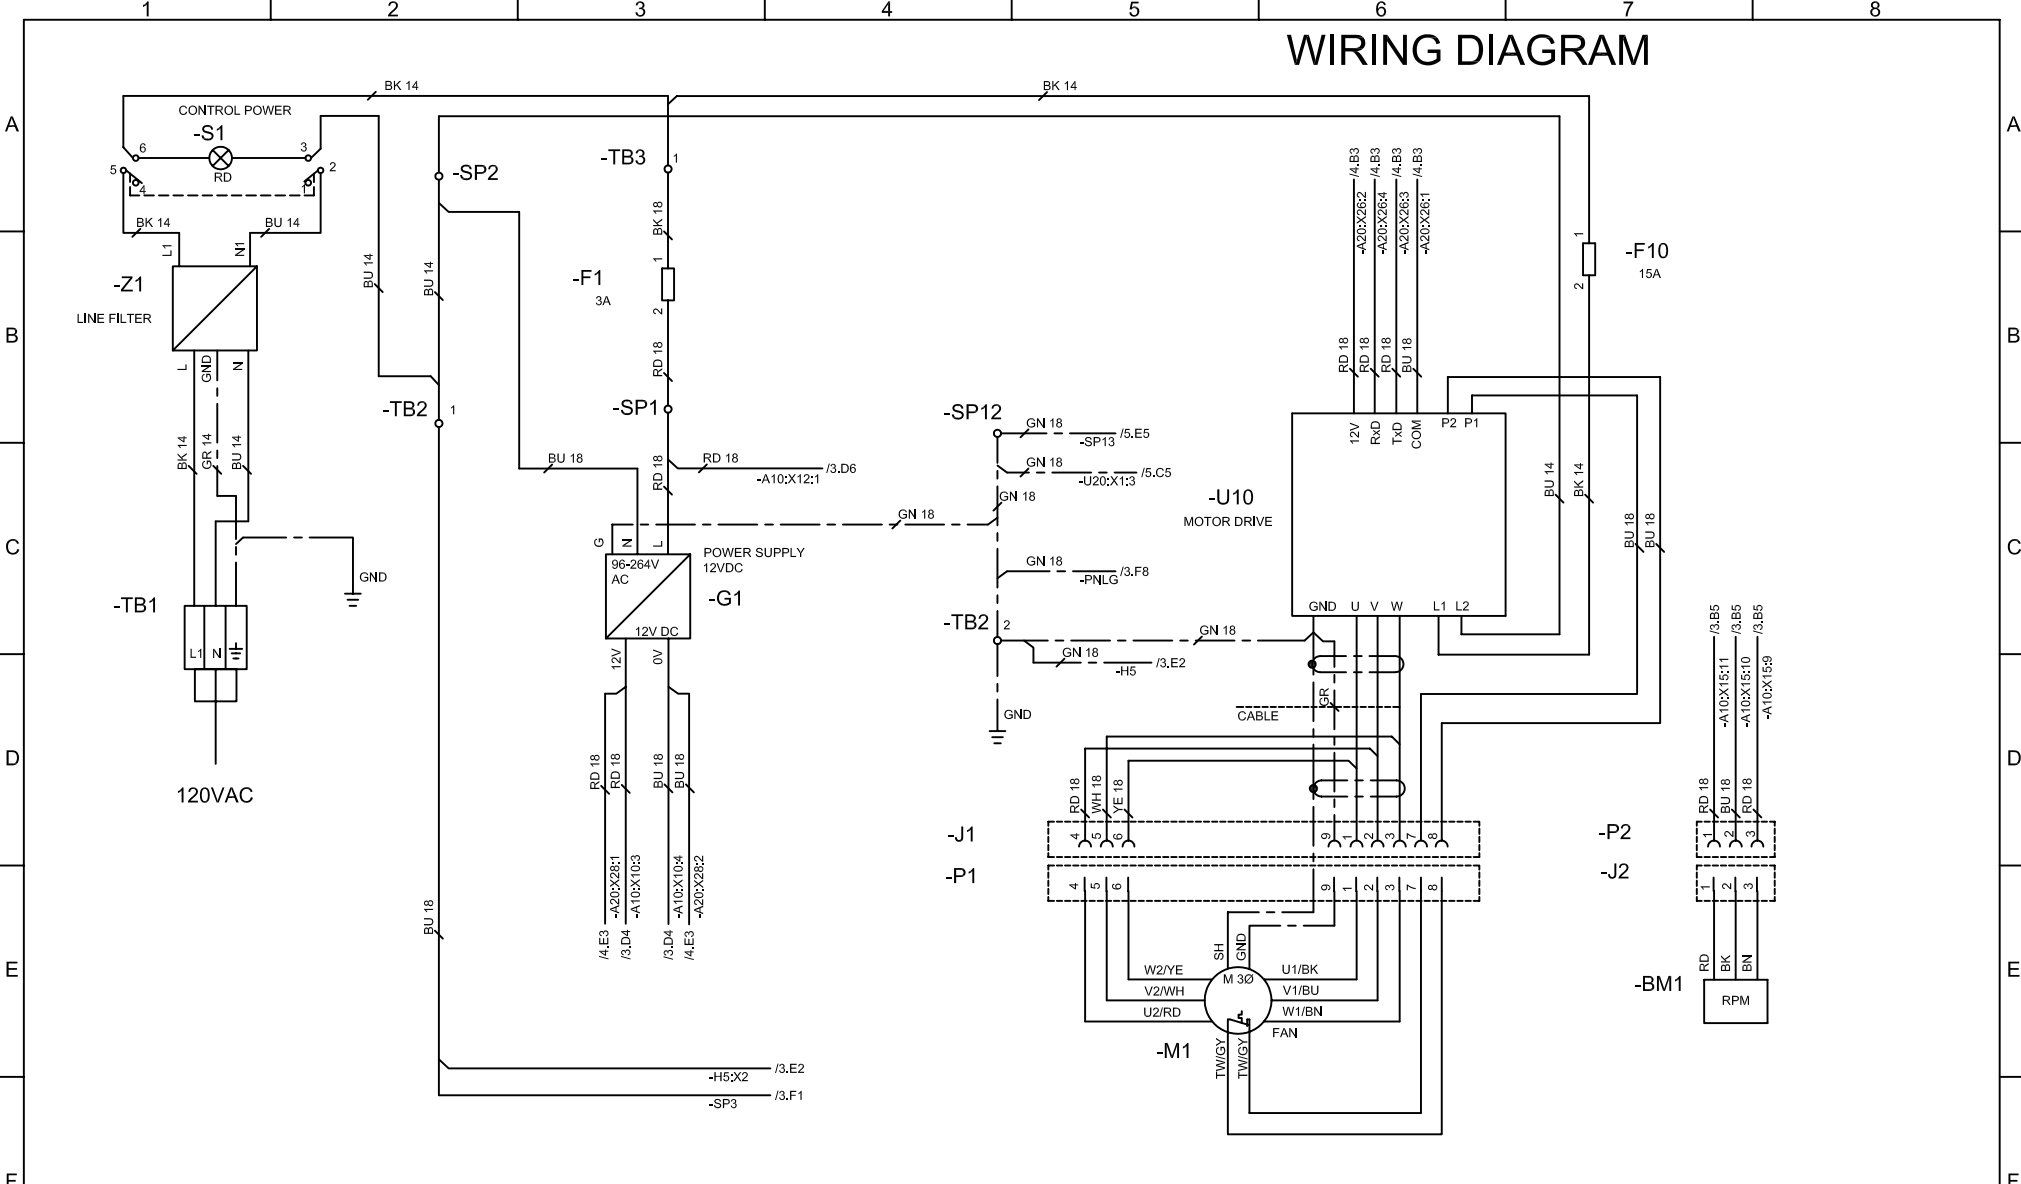 1 2 3 4 5 6 7 8
WIRING DIAGRAM
A
A
B
B
C
C
D
D
E
E
F
F
BK 14
BK 14
CONTROL POWER
-S1
6
3
5
4
RD
1
2
BK 14
BU 14
L1
N1
-Z1
LINE FILTER
L
GND
N
BK 14
GR 14
BU 14
GND
-TB1
L1
N
120VAC
BU 14
BU 14
-SP2
-TB2
1
BU 18
-TB3
1
BK 18
-F1
3A
1
2
RD 18
-SP1
BU 18
RD 18
RD 18
/3.D6
-A10:X12:1
G
N
L
96-264V
AC
POWER SUPPLY
12VDC
-G1
12V DC
12V
0V
RD 18
RD 18
BU 18
BU 18
-A20:X28:1
-A10:X10:3
-A10:X10:4
-A20:X28:2
/4.E3
/3.D4
/3.D4
/4.E3
-H5:X2
/3.E2
-SP3
/3.F1
-SP12
GN 18
/5.E5
-SP13
GN 18
/5.C5
-U20:X1:3
GN 18
GN 18
GN 18
/3.F8
-PNLG
-TB2
2
GN 18
GN 18
/3.E2
-H5
GND
/4.B3
/4.B3
/4.B3
/4.B3
-A20:X26:2
-A20:X26:4
-A20:X26:3
-A20:X26:1
RD 18
RD 18
RD 18
BU 18
12V
RxD
TxD
COM
P2
P1
-U10
MOTOR DRIVE
GND
U
V
W
L1
L2
1
-F10
15A
2
BU 14
BK 14
BU 18
BU 18
GR
CABLE
RD 18
WH 18
YE 18
-J1
4
5
6
9
1
2
3
7
8
-P1
4
5
6
9
1
2
3
7
8
SH
GND
W2/YE
V2/WH
U2/RD
M 3Ø
U1/BK
V1/BU
W1/BN
FAN
-M1
TW/GY
TW/GY
/3.B5
/3.B5
/3.B5
-A10:X15:11
-A10:X15:10
-A10:X15:9
RD 18
BU 18
RD 18
-P2
1
2
3
-J2
1
2
3
RD
BK
BN
-BM1
RPM